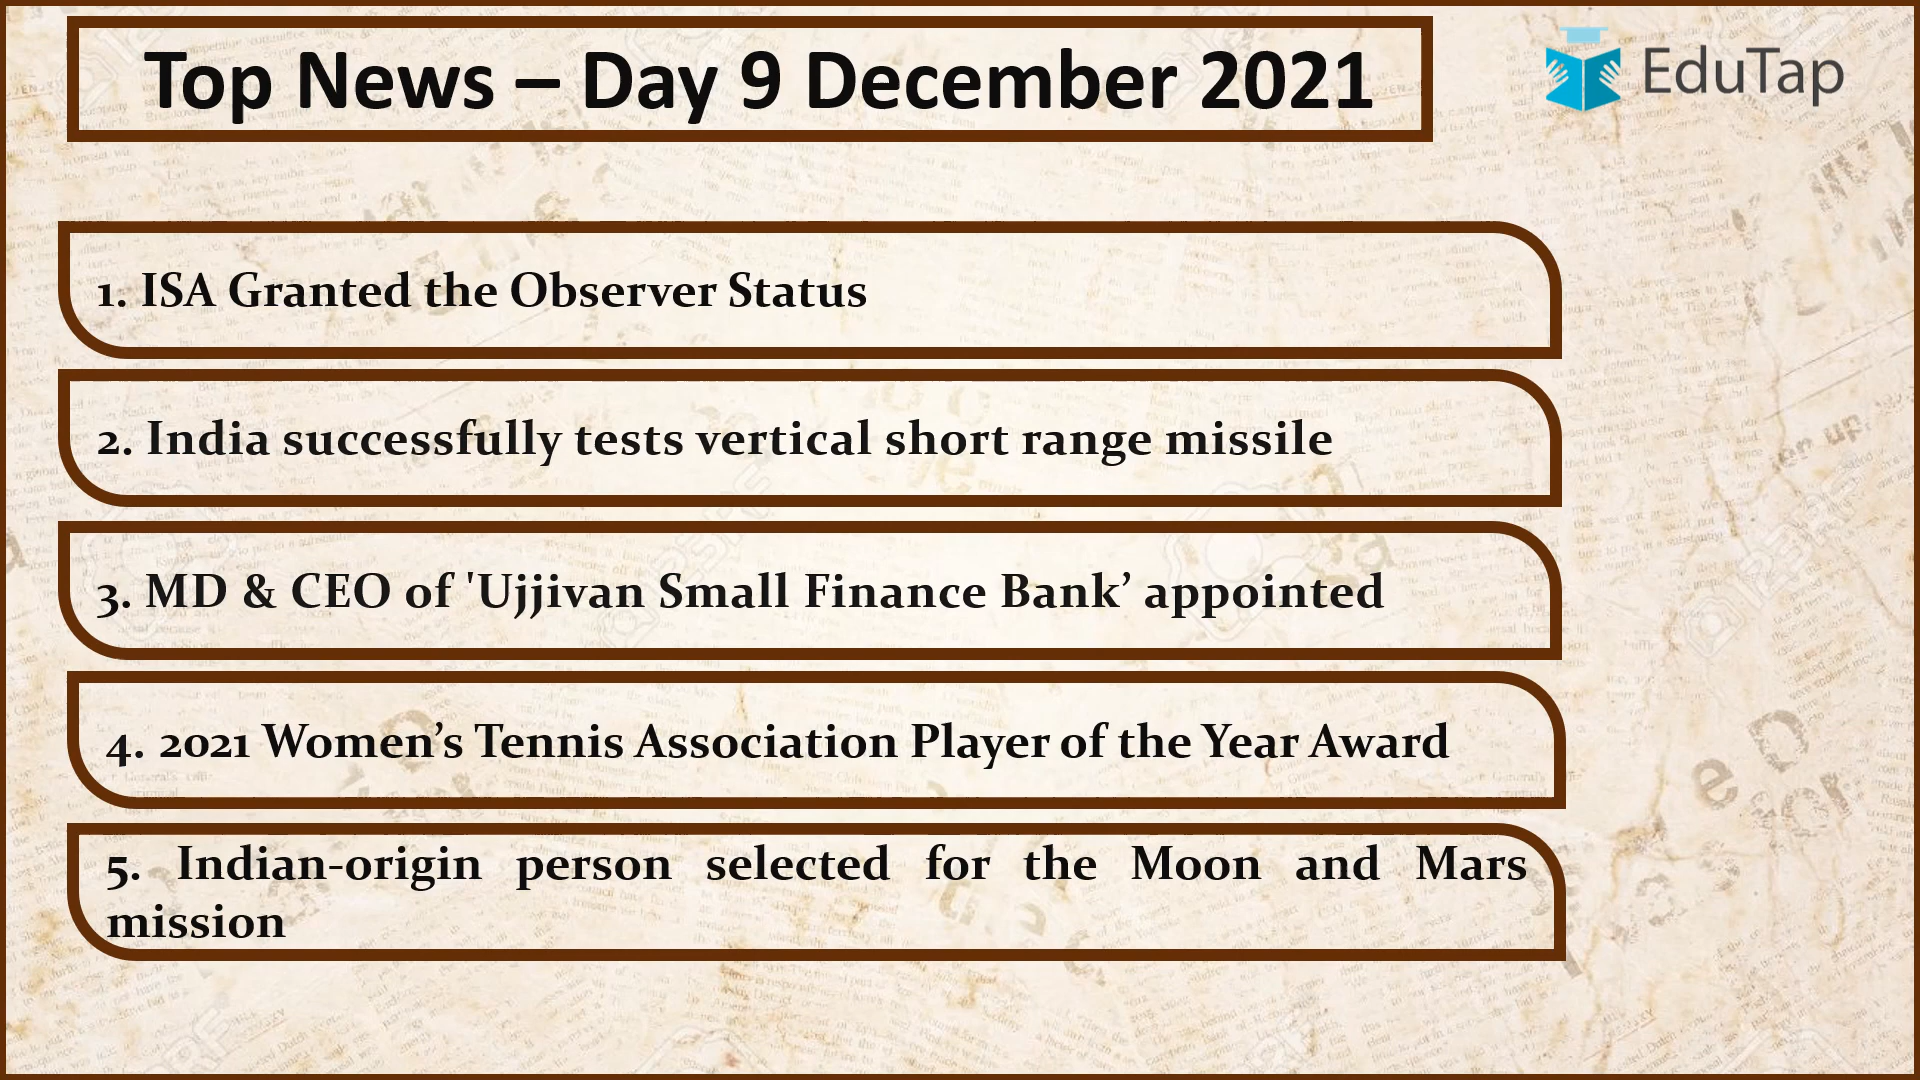 Top News – Day 9 December 2021
EduTap
1. ISA Granted the Observer Status
2. India successfully tests vertical short range missile
3. MD & CEO of 'Ujjivan Small Finance Bank’ appointed
4. 2021 Women’s Tennis Association Player of the Year Award
5. Indian-origin person selected for the Moon and Mars
mission